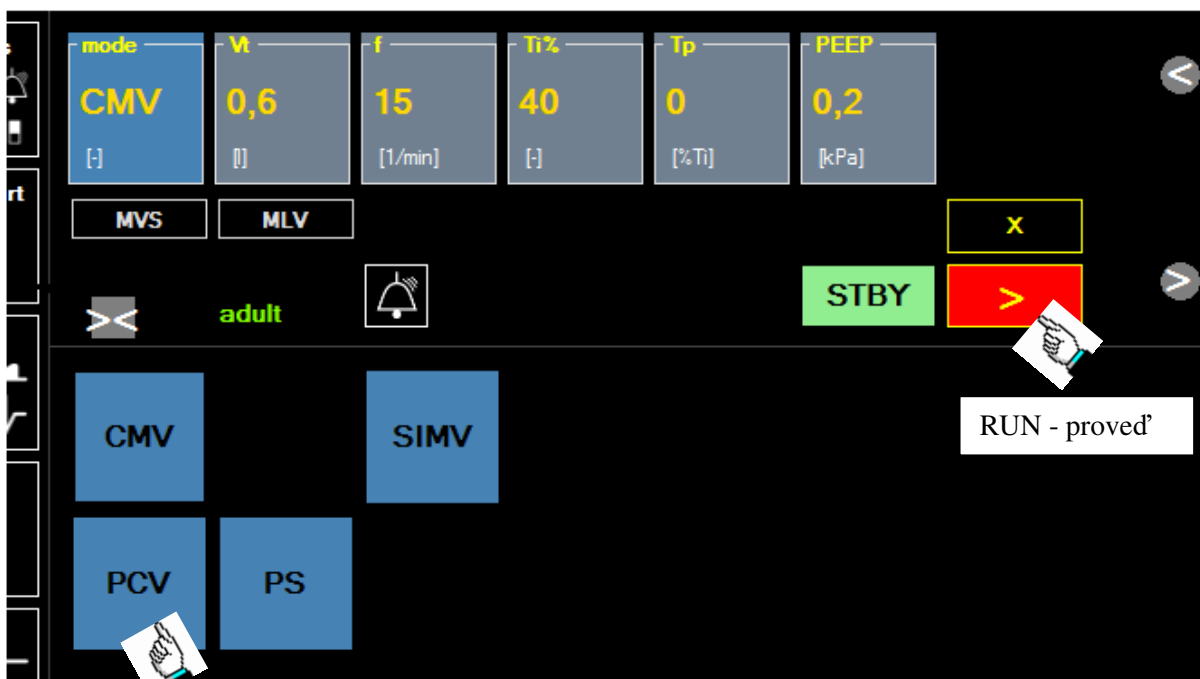 mode Vt f Ti% Tp PEEP
CMV 0,6 15 40 0 0,2
[-] [l] [1/min] [-] [%Ti] [kPa]
rt
MVS MLV X
>< adult STBY >
<
>
RUN - proveď
CMV SIMV
PCV PS